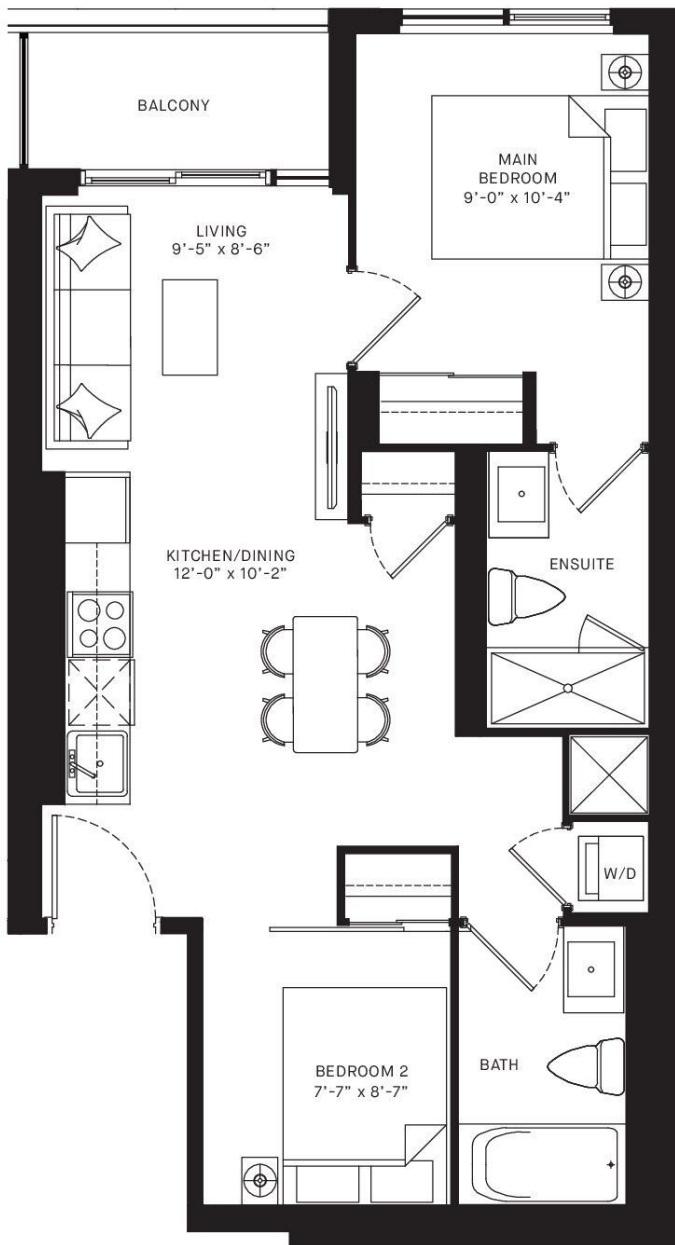 BALCONY
MAIN
BEDROOM
9’-0” x 10’-4”
LIVING
9’-5” x 8’-6”
KITCHEN/DINING
12’-0” x 10’-2”
ENSUITE
W/D
BEDROOM 2
7’-7” x 8’-7”
BATH